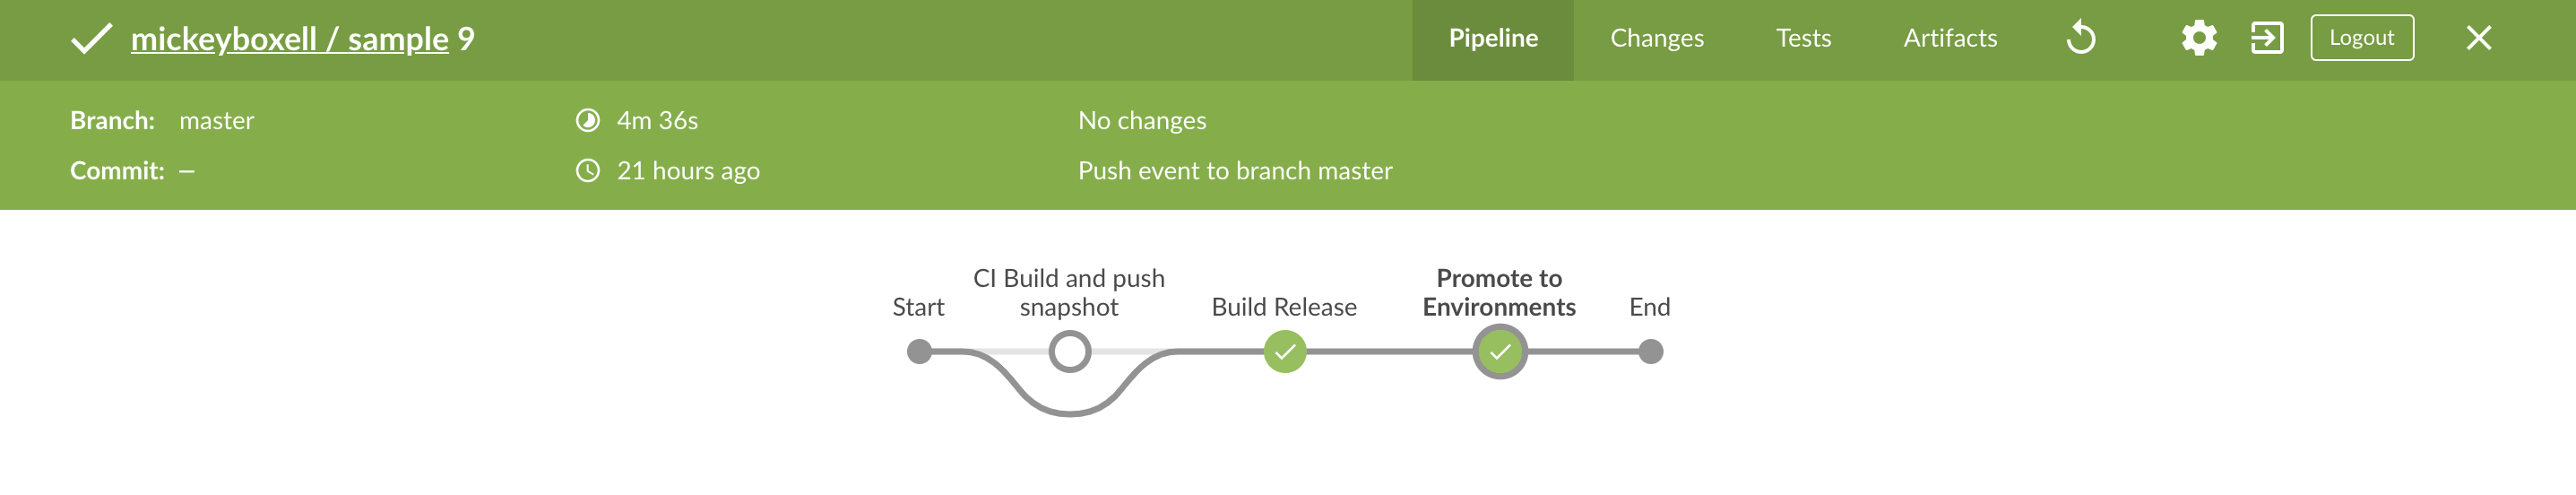 mickeyboxell / sample 9
Pipeline
Changes
Tests
Artifacts
Logout
Branch: master
4m 36s
No changes
Commit: –
21 hours ago
Push event to branch master
Start
CI Build and push
snapshot
Build Release
Promote to
Environments
End